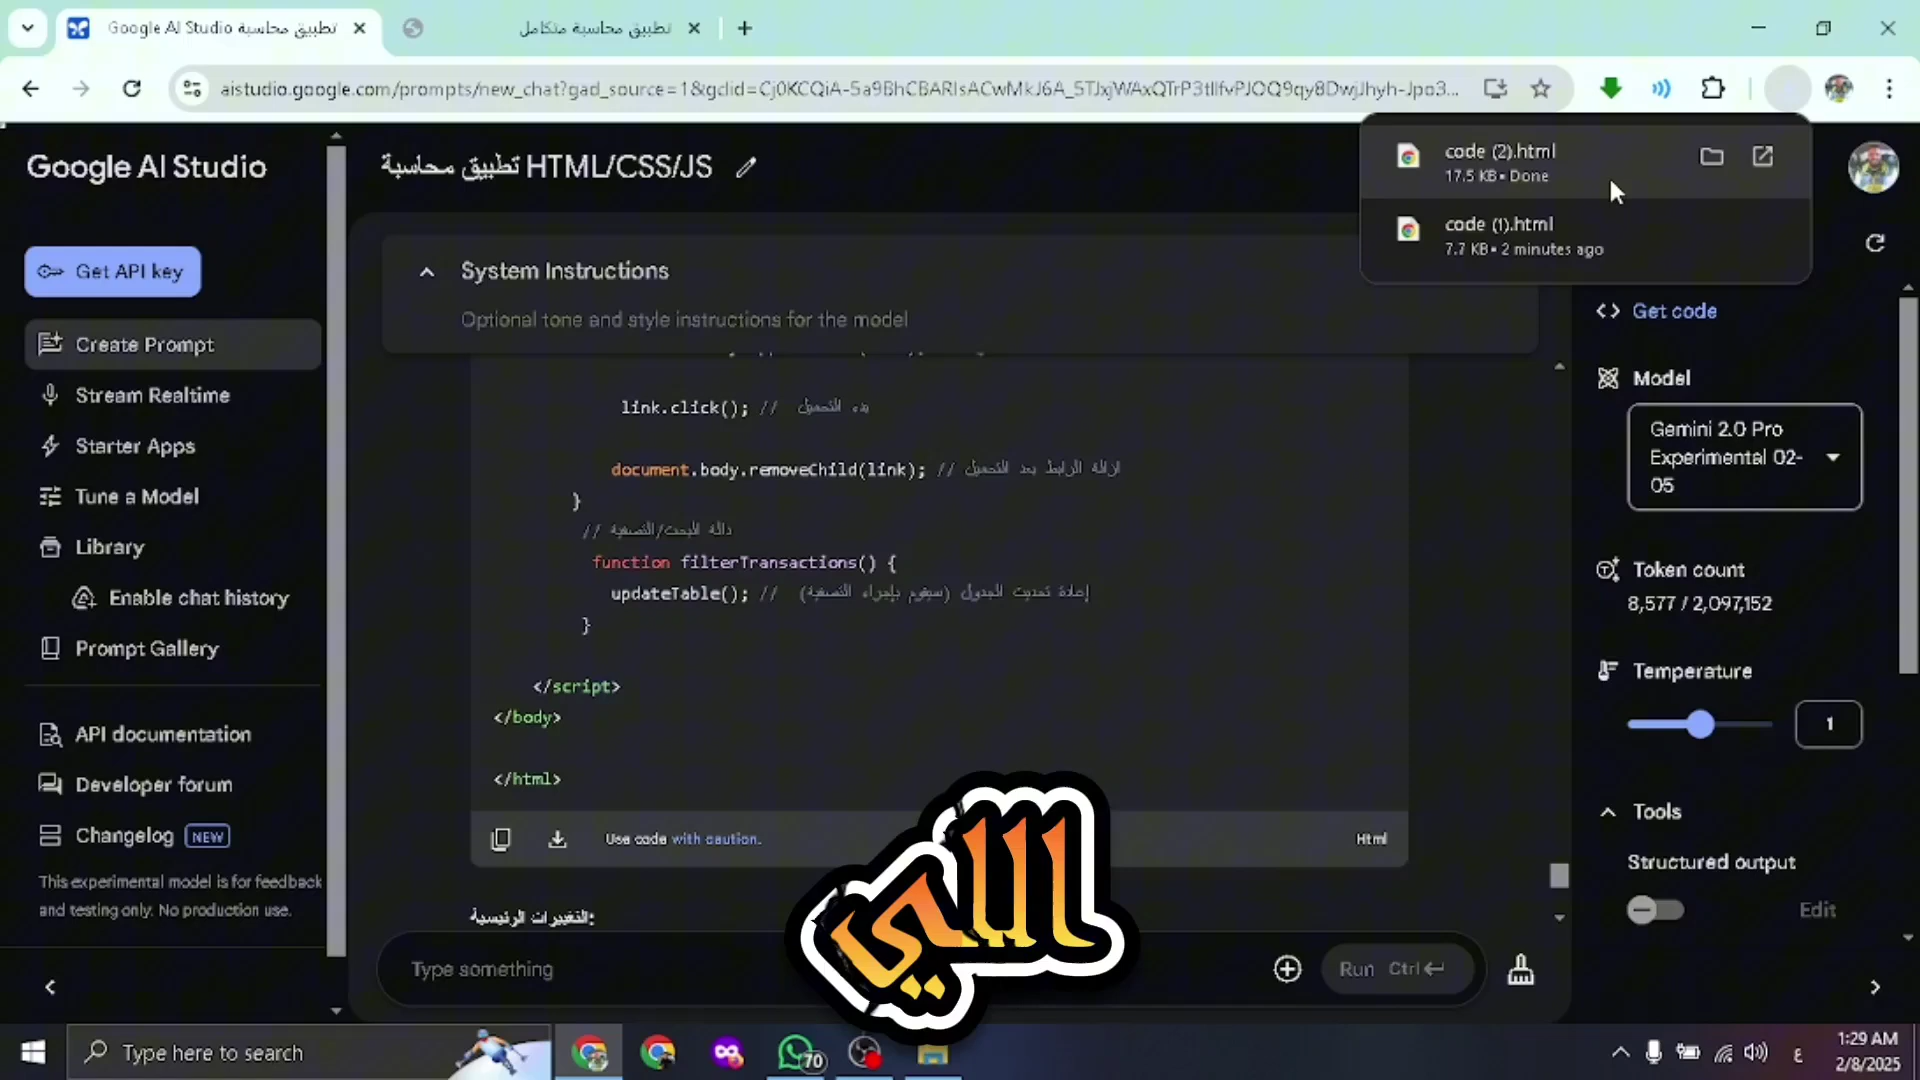 Google AI Studio تطبيق محاسبة
تطبيق محاسبة متكامل
aistudio.google.com/prompts/new_chat?gad_source=1&gclid=Cj0KCQiA-5a9BhCBARIsACwMkJ6A_5TJxjWAxQTrP3tIlfvPJOQ9qy8DwjJhyh-Jpo3...
Google AI Studio
تطبيق محاسبة HTML/CSS/JS
code (2).html
17.5 KB • Done
code (1).html
7.7 KB • 2 minutes ago
Get API key
Create Prompt
Stream Realtime
Starter Apps
Tune a Model
Library
Enable chat history
Prompt Gallery
API documentation
Developer forum
Changelog NEW
This experimental model is for feedback
and testing only. No production use.
System Instructions
Optional tone and style instructions for the model
link.click(); // بدء التحميل
document.body.removeChild(link); // ازالة الرابط بعد التحميل
}
// دالة البحث/التصفية
function filterTransactions() {
updateTable(); // إعادة تحديث الجدول (سيقوم بإجراء التصفية)
}
</script>
</body>
</html>
Use code with caution.
Html
التغييرات الرئيسية:
اللي
Type something
Run Ctrl
Get code
Model
Gemini 2.0 Pro
Experimental 02-
05
Token count
8,577 / 2,097,152
Temperature
1
Tools
Structured output
Edit
Type here to search
70
ع
1:29 AM
2/8/2025